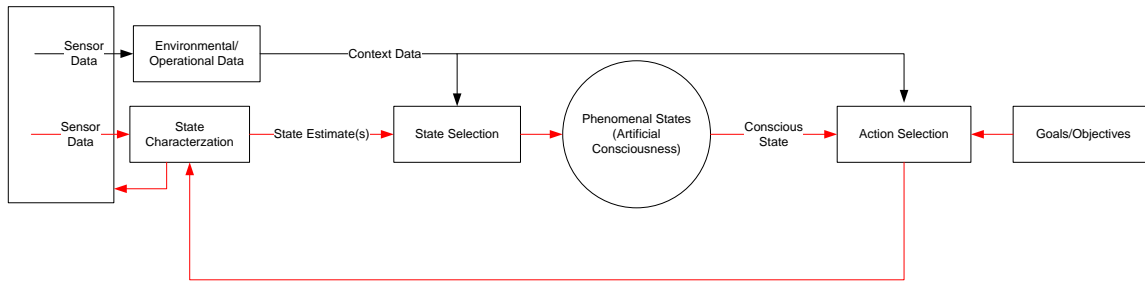 Sensor
Data
Environmental/
Operational Data
Context Data
Sensor
Data
State
Characterzation
State Estimate(s)
State Selection
Phenomenal States
(Artificial
Consciousness)
Conscious
State
Action Selection
Goals/Objectives